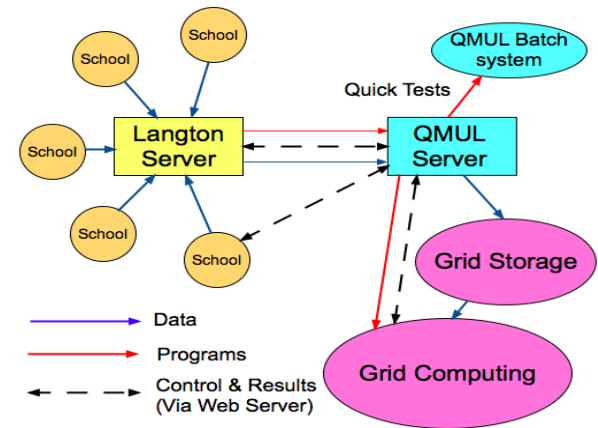 School
School
School
School
School
Langton
Server
QMUL
Server
QMUL Batch
system
Quick Tests
Grid Storage
Grid Computing
Data
Programs
Control & Results
(Via Web Server)